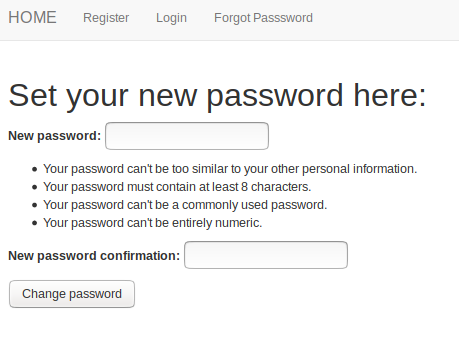 HOME Register Login Forgot Passsword
Set your new password here:
New password:
Your password can't be too similar to your other personal information.
Your password must contain at least 8 characters.
Your password can't be a commonly used password.
Your password can't be entirely numeric.
New password confirmation:
Change password